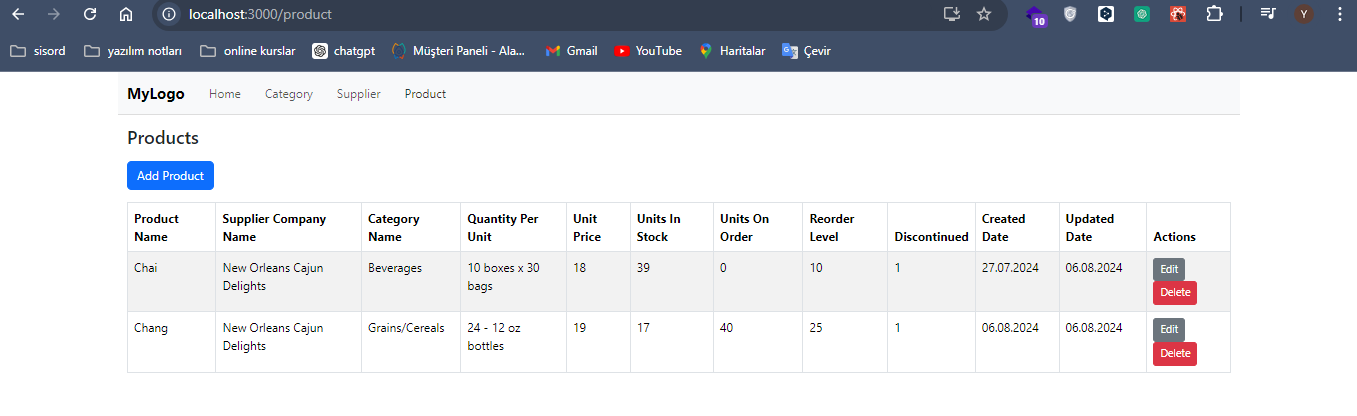 localhost:3000/product
10
Y
sisord
yazılım notları
online kurslar
chatgpt
Müşteri Paneli - Ala...
Gmail
YouTube
Haritalar
Çevir
MyLogo Home Category Supplier Product
Products
Add Product
Product Name
Supplier Company Name
Category Name
Quantity Per Unit
Unit Price
Units In Stock
Units On Order
Reorder Level
Discontinued
Created Date
Updated Date
Actions
Chai
New Orleans Cajun Delights
Beverages
10 boxes x 30 bags
18
39
0
10
1
27.07.2024
06.08.2024
Edit
Delete
Chang
New Orleans Cajun Delights
Grains/Cereals
24 - 12 oz bottles
19
17
40
25
1
06.08.2024
06.08.2024
Edit
Delete